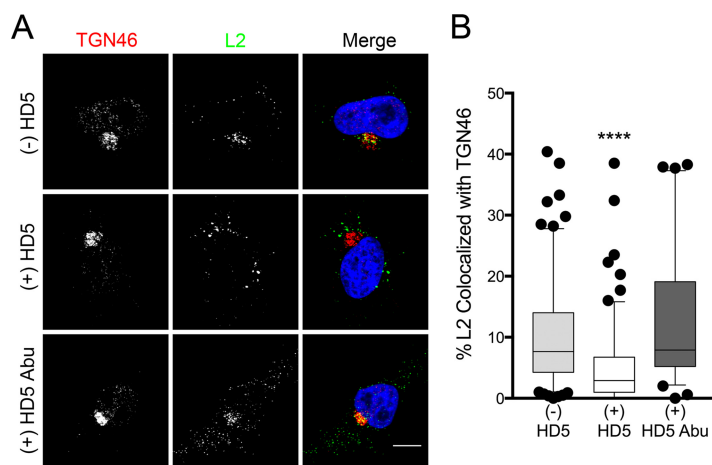 A
TGN46 L2 Merge
(-) HD5
(+) HD5
(+) HD5 Abu
B
% L2 Colocalized with TGN46
50
40
30
20
10
0
****
(-) (+) (+)
HD5 HD5 HD5 Abu